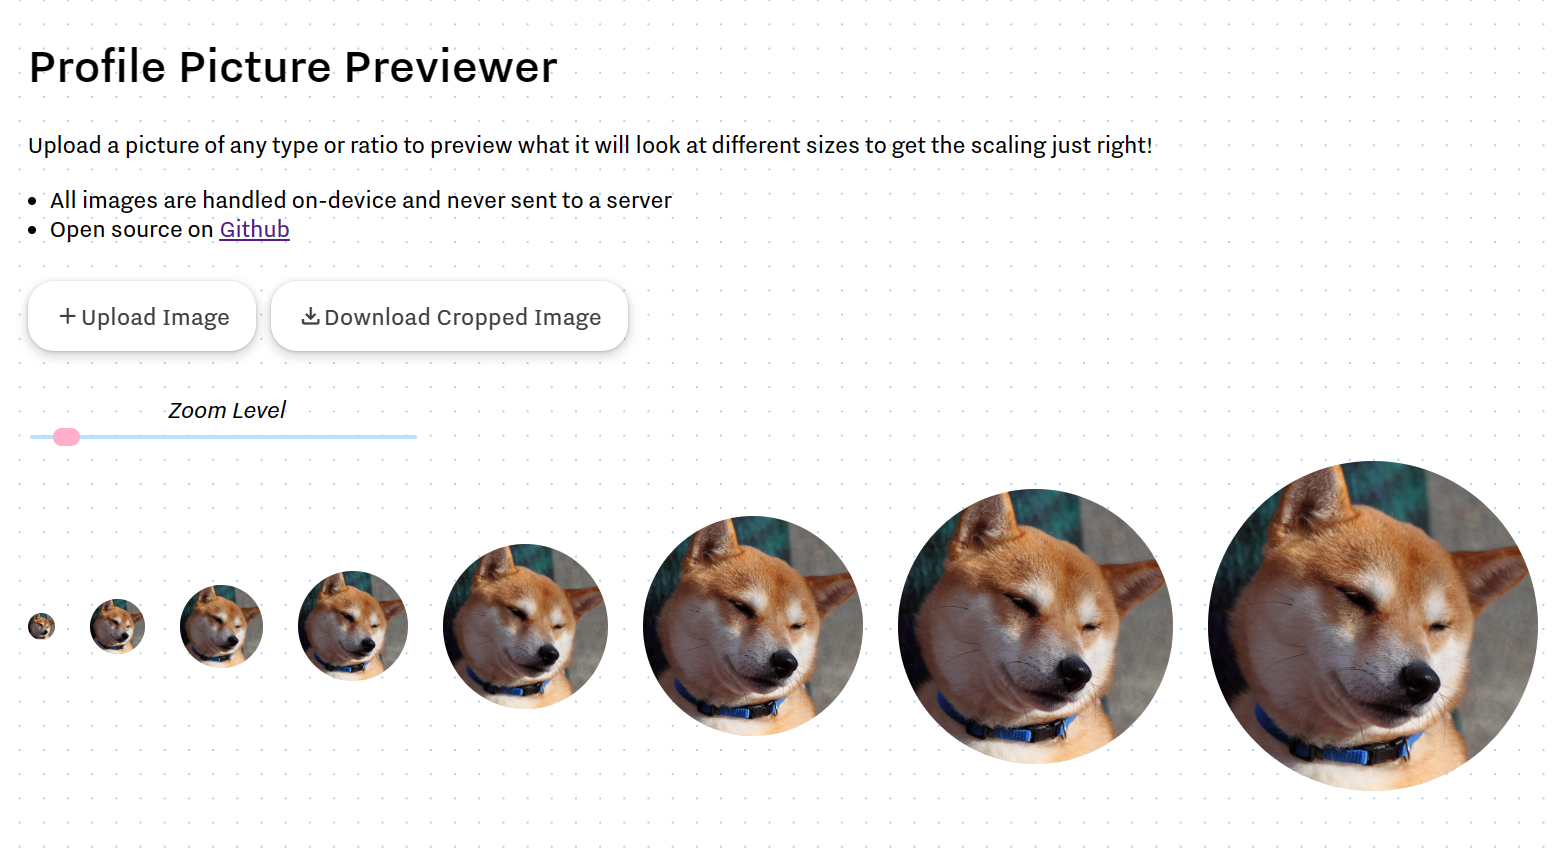 Profile Picture Previewer
Upload a picture of any type or ratio to preview what it will look at different sizes to get the scaling just right!
All images are handled on-device and never sent to a server
Open source on Github
Upload Image
Download Cropped Image
Zoom Level